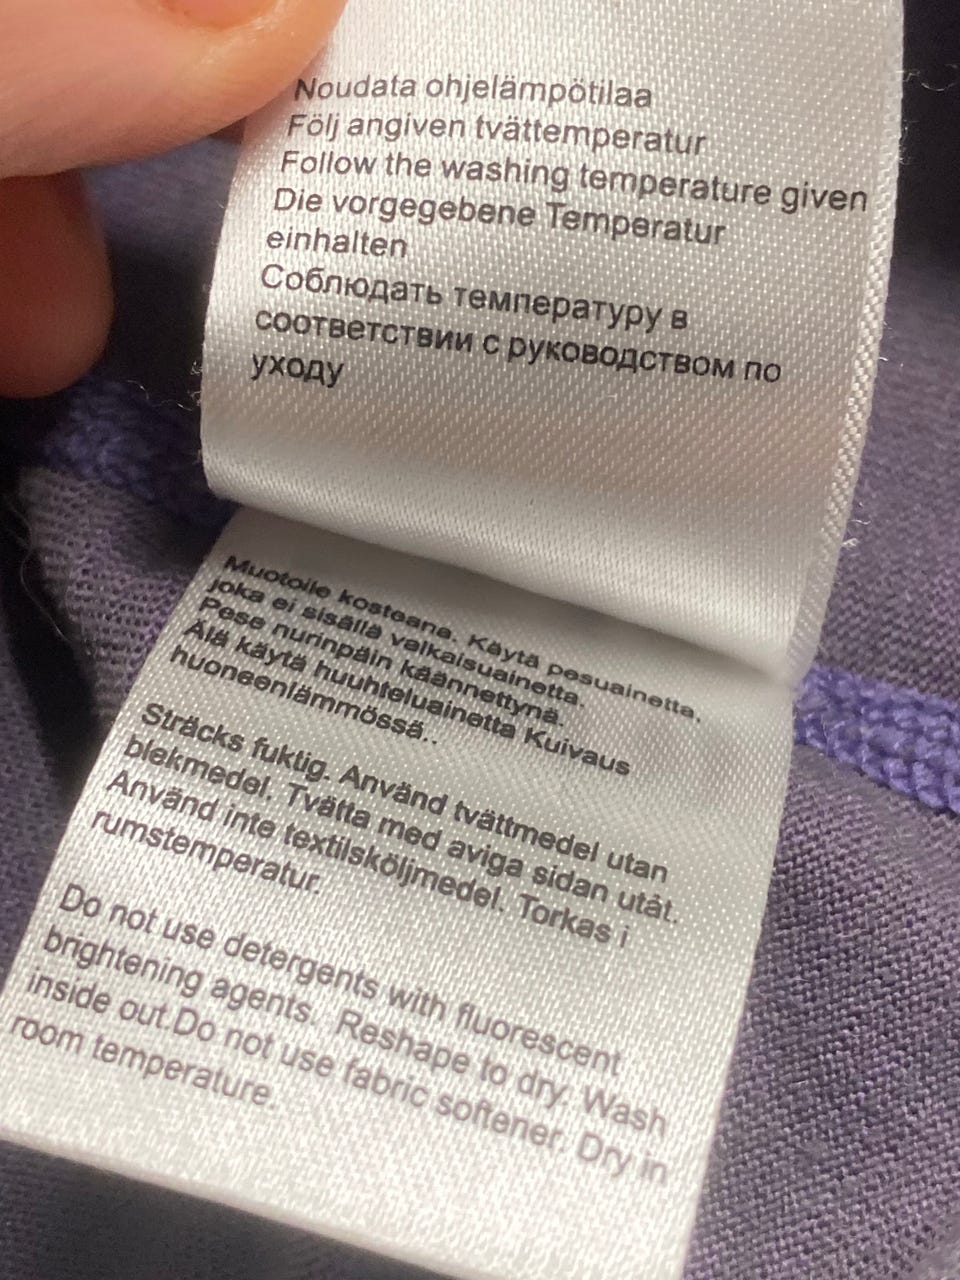 Noudata ohjelämpötilaa
Följ angiven tvättemperatur
Follow the washing temperature given
Die vorgegebene Temperatur
einhalten
Соблюдать температуру в
соответствии с руководством по
уходу
Muotoile kosteana. Käytä pesuainetta,
joka ei sisällä valkaisuainetta.
Pese nurinpäin käännettynä.
Älä käytä huuhteluainetta Kuivaus
huoneenlämmössä..
Sträcks fuktig. Använd tvättmedel utan
blekmedel. Tvätta med aviga sidan utåt.
Använd inte textilsköljmedel. Torkas i
rumstemperatur.
Do not use detergents with fluorescent
brightening agents. Reshape to dry. Wash
inside out.Do not use fabric softener. Dry in
room temperature.